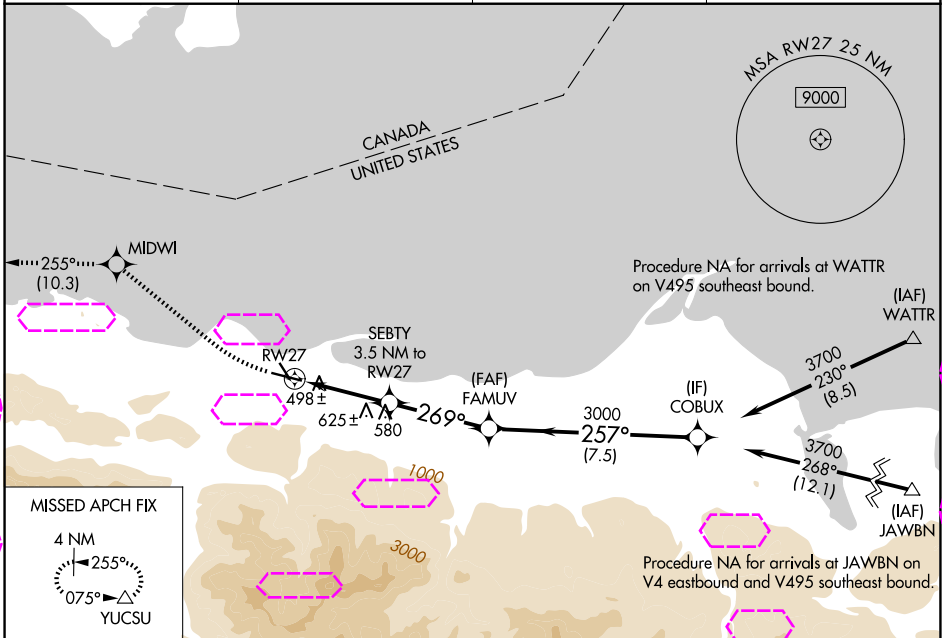 MSA RW27 25 NM
9000
CANADA
UNITED STATES
MIDWI
255°
(10.3)
Procedure NA for arrivals at WATTR
on V495 southeast bound.
(IAF)
WATTR
SEBTY
3.5 NM to
RW27
RW27
3700
230°
(8.5)
(FAF)
FAMUV
(IF)
COBUX
498±
625±
580
269°
3000
257°
(7.5)
3700
268°
(12.1)
(IAF)
JAWBN
1000
3000
MISSED APCH FIX
4 NM
255°
075°
YUCSU
Procedure NA for arrivals at JAWBN on
V4 eastbound and V495 southeast bound.